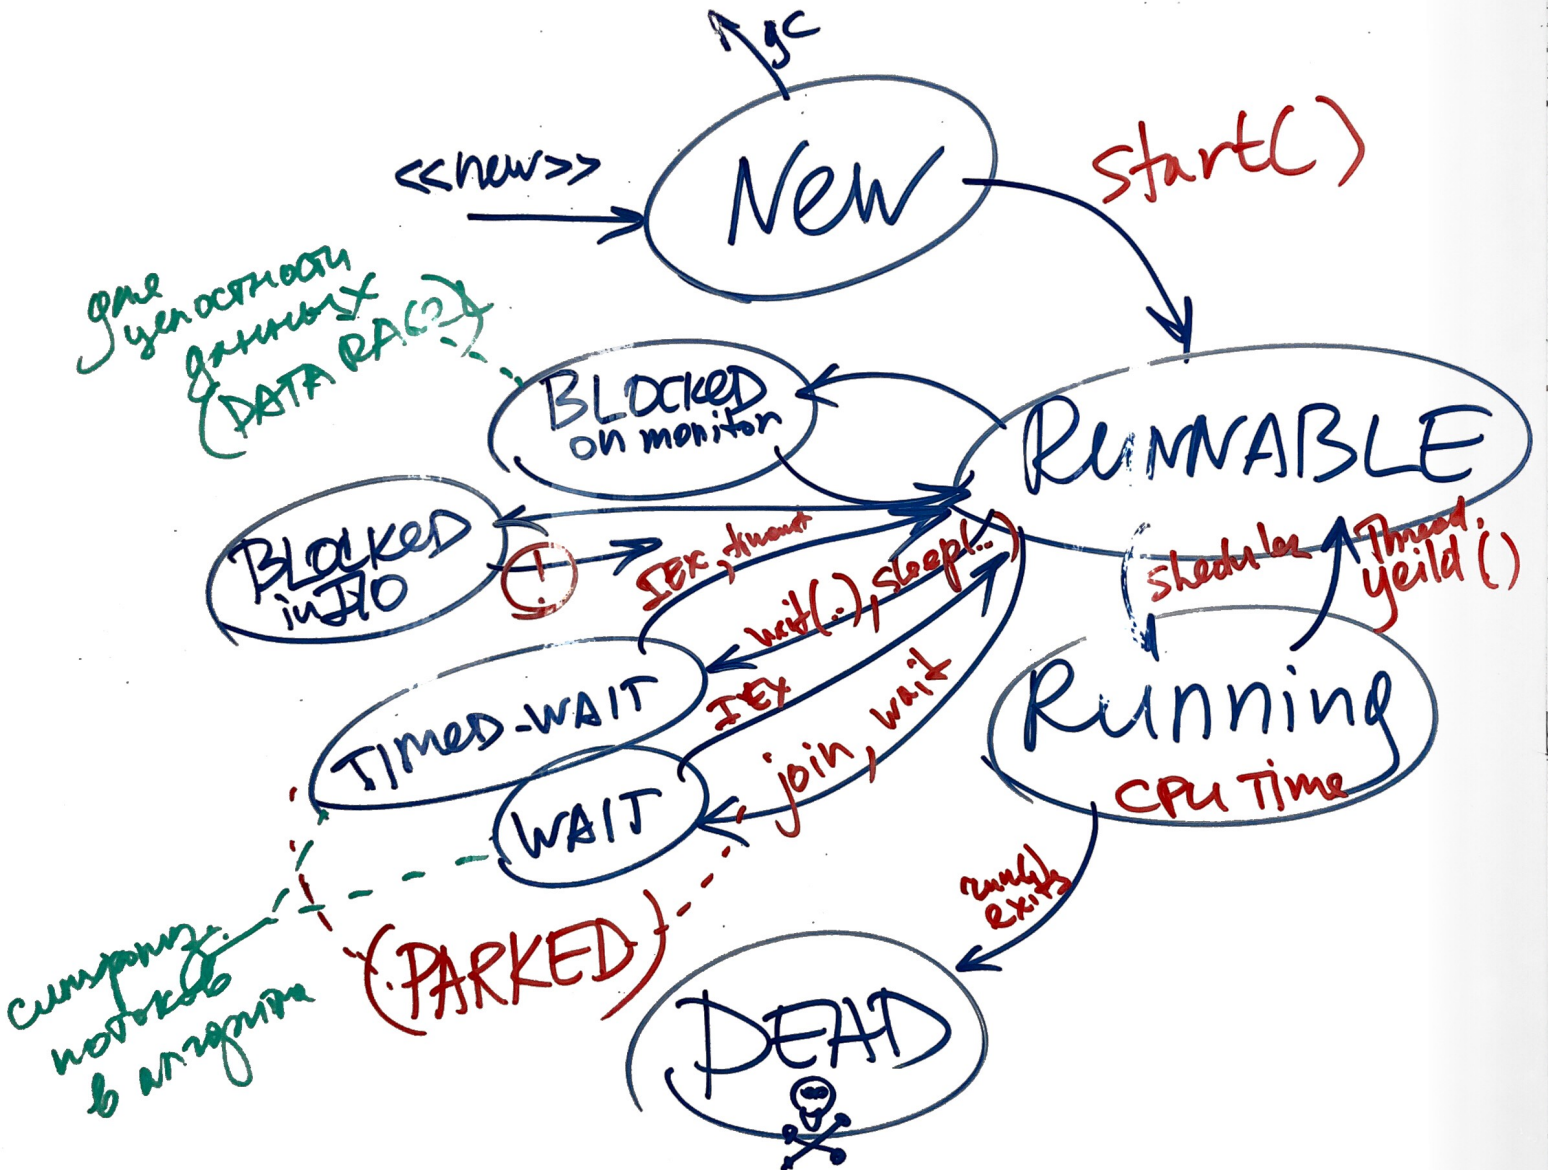 gc
<<new>>
New
start()
для
целостности
данных
(DATA RACE)
BLOCKED
on monitor
RUNNABLE
BLOCKED
in I/O
!
IEX, timeout
wait(..), sleep(...)
sheduler
Thread.
yeild()
TIMED-WAIT
IEX
join, wait
Running
CPU Time
WAIT
run()
exits
(PARKED)
синхрониз.
потоков
в алгоритм
DEAD